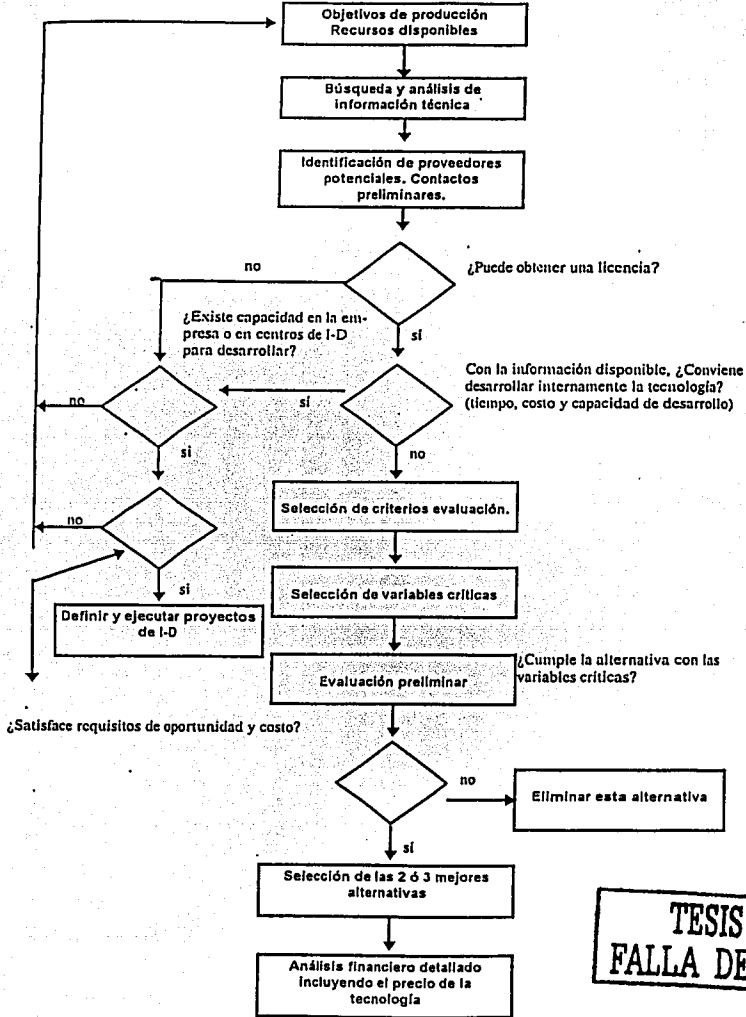 Objetivos de producción
Recursos disponibles
Búsqueda y análisis de
información técnica
Identificación de proveedores
potenciales. Contactos
preliminares.
no
¿Puede obtener una licencia?
¿Existe capacidad en la em-
presa o en centros de I-D
para desarrollar?
sí
Con la información disponible, ¿Conviene
desarrollar internamente la tecnología?
(tiempo, costo y capacidad de desarrollo)
no
sí
si
no
Selección de criterios evaluación.
no
si
Selección de variables críticas
Definir y ejecutar proyectos
de I-D
Evaluación preliminar
¿Cumple la alternativa con las
variables críticas?
¿Satisface requisitos de oportunidad y costo?
no
Eliminar esta alternativa
sí
Selección de las 2 ó 3 mejores
alternativas
Análisis financiero detallado
incluyendo el precio de la
tecnología
TESIS
FALLA DE